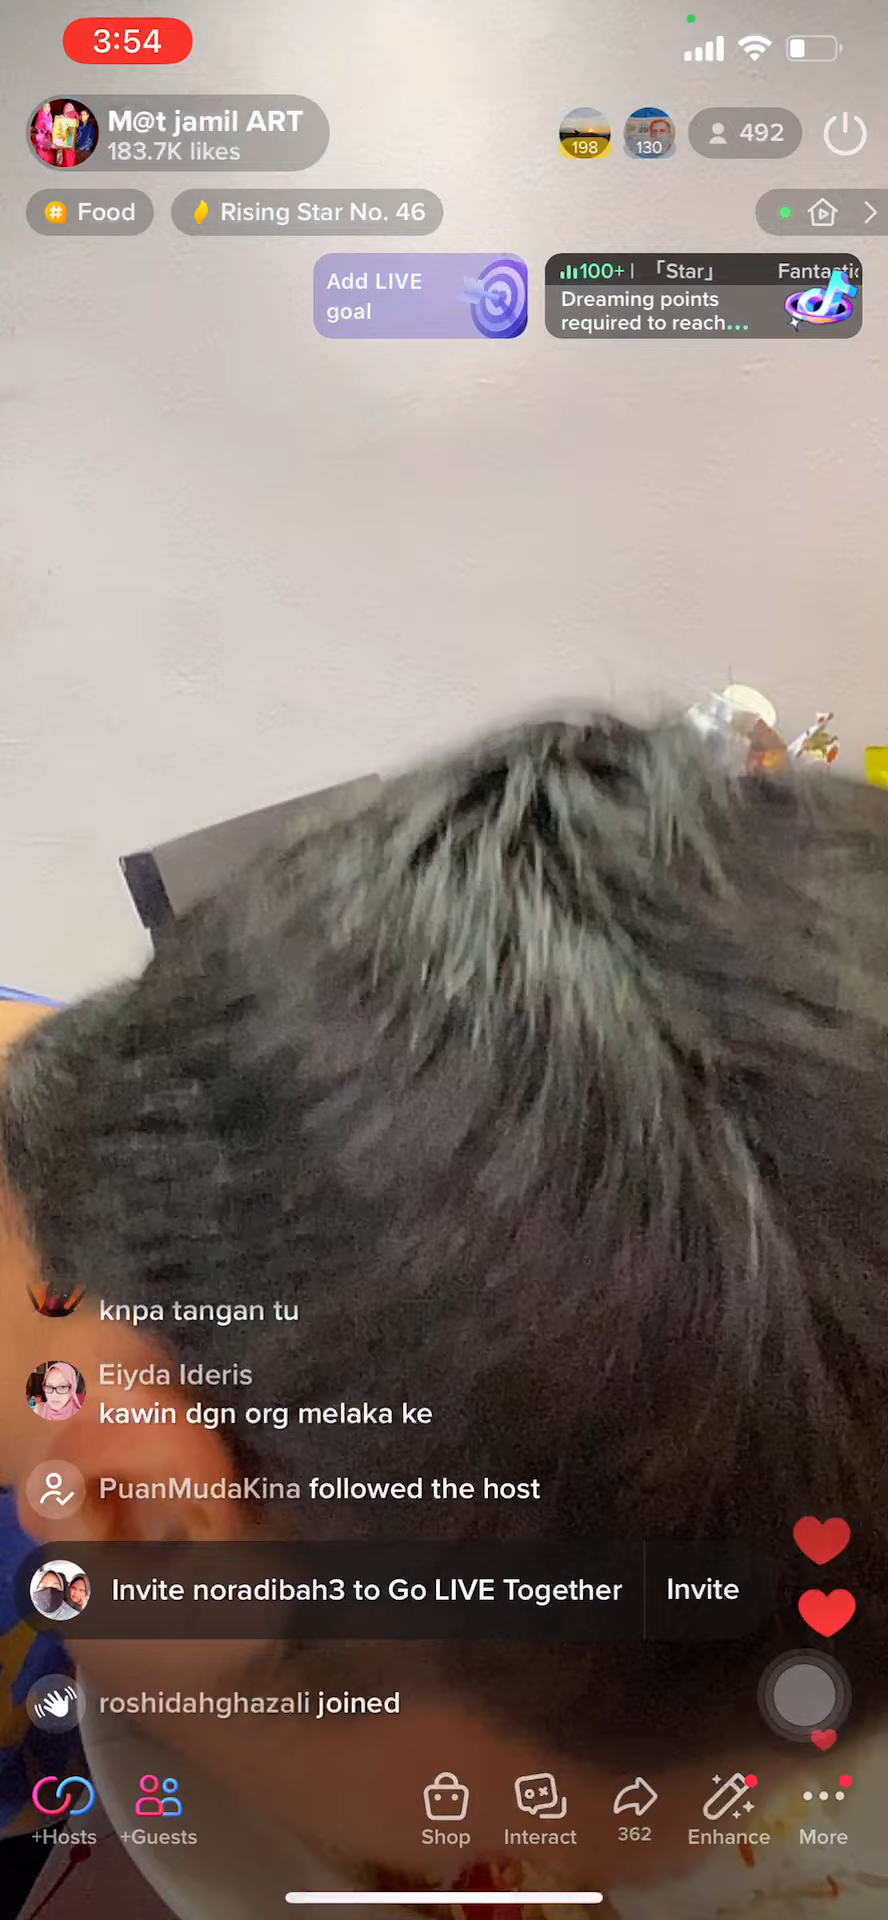 3:54
M@t jamil ART
183.7K likes
198
130
492
Food
Rising Star No. 46
Add LIVE
goal
100+ | 「Star」 Fantastic
Dreaming points
required to reach...
knpa tangan tu
Eiyda Ideris
kawin dgn org melaka ke
PuanMudaKina followed the host
Invite noradibah3 to Go LIVE Together
Invite
roshidahghazali joined
+Hosts
+Guests
Shop
Interact
362
Enhance
More